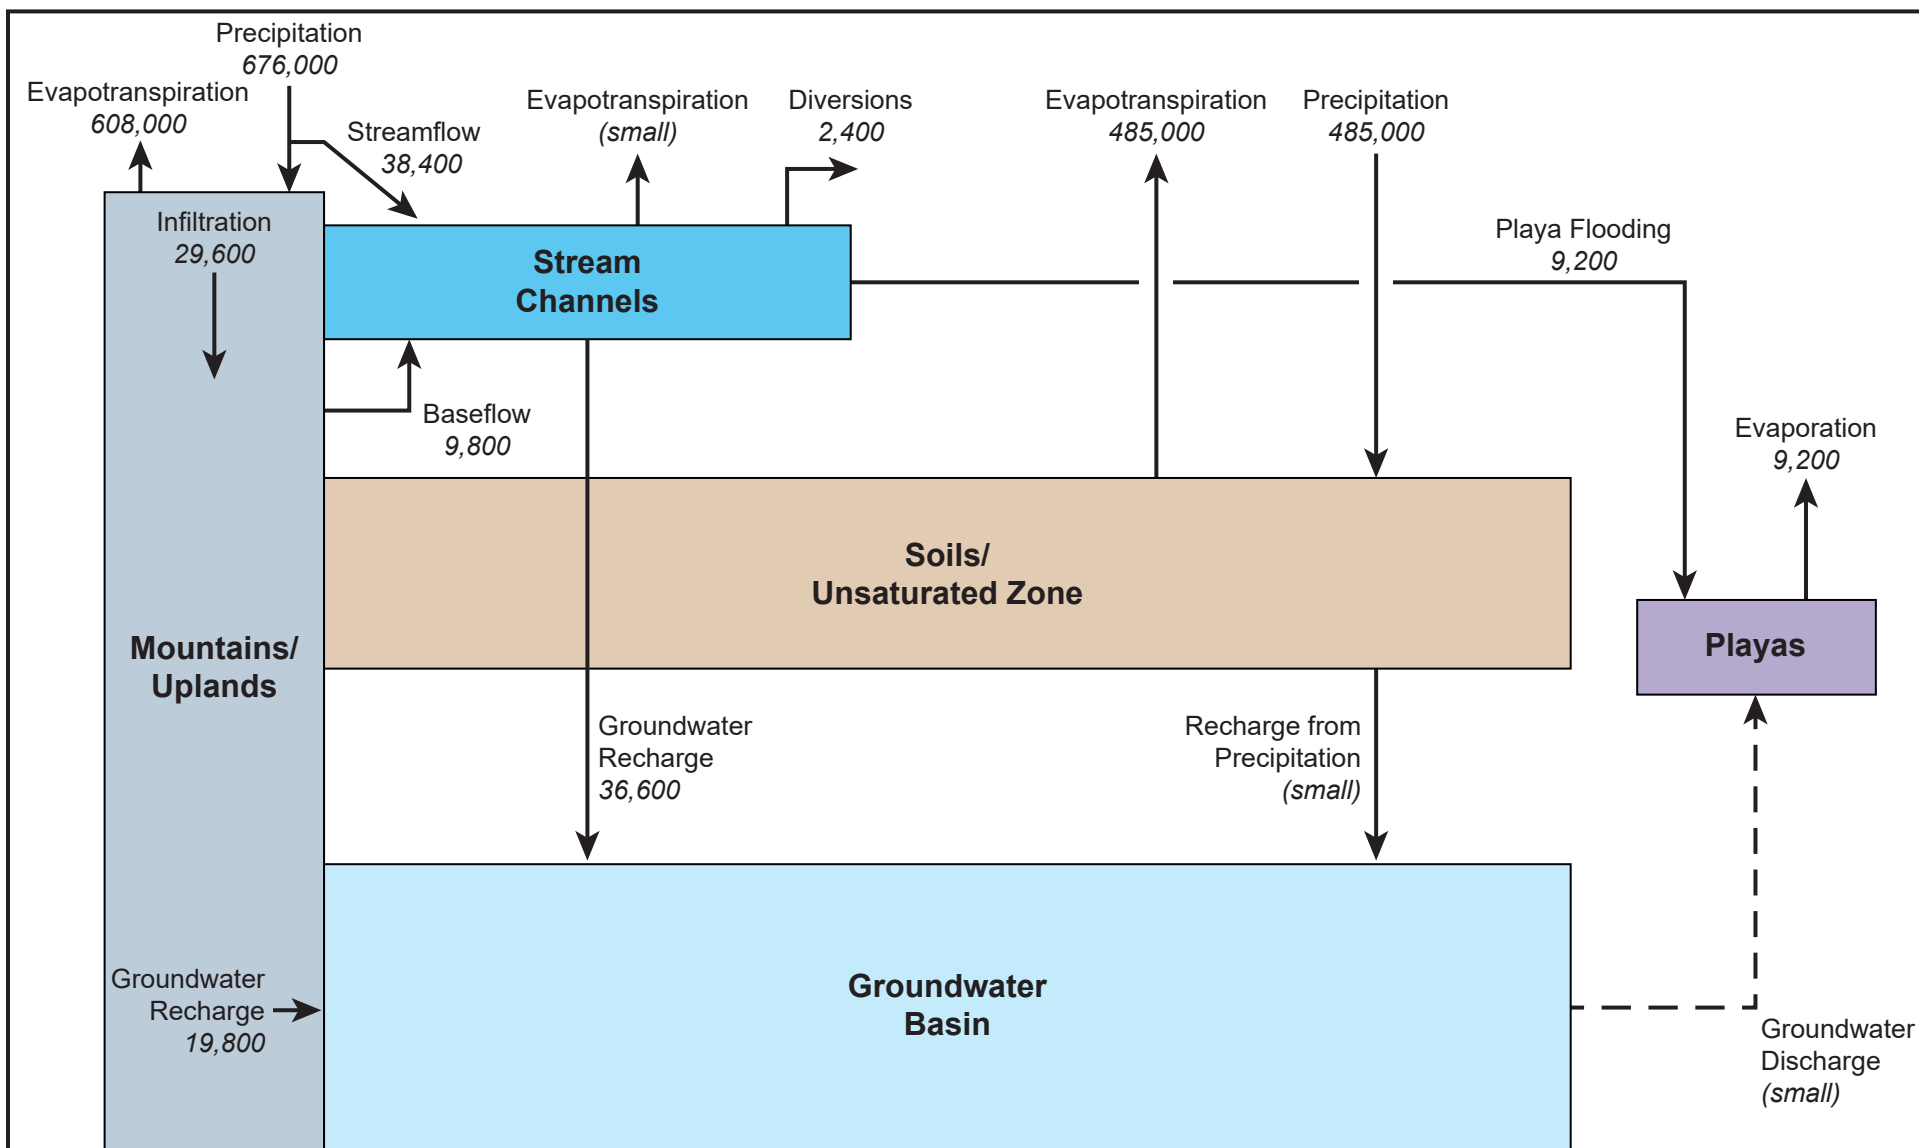 Precipitation
676,000
Evapotranspiration
608,000
Streamflow
38,400
Evapotranspiration
(small)
Diversions
2,400
Evapotranspiration
485,000
Precipitation
485,000
Infiltration
29,600
Stream
Channels
Playa Flooding
9,200
Baseflow
9,800
Evaporation
9,200
Soils/
Unsaturated Zone
Mountains/
Uplands
Playas
Groundwater
Recharge
36,600
Recharge from
Precipitation
(small)
Groundwater
Recharge
19,800
Groundwater
Basin
Groundwater
Discharge
(small)